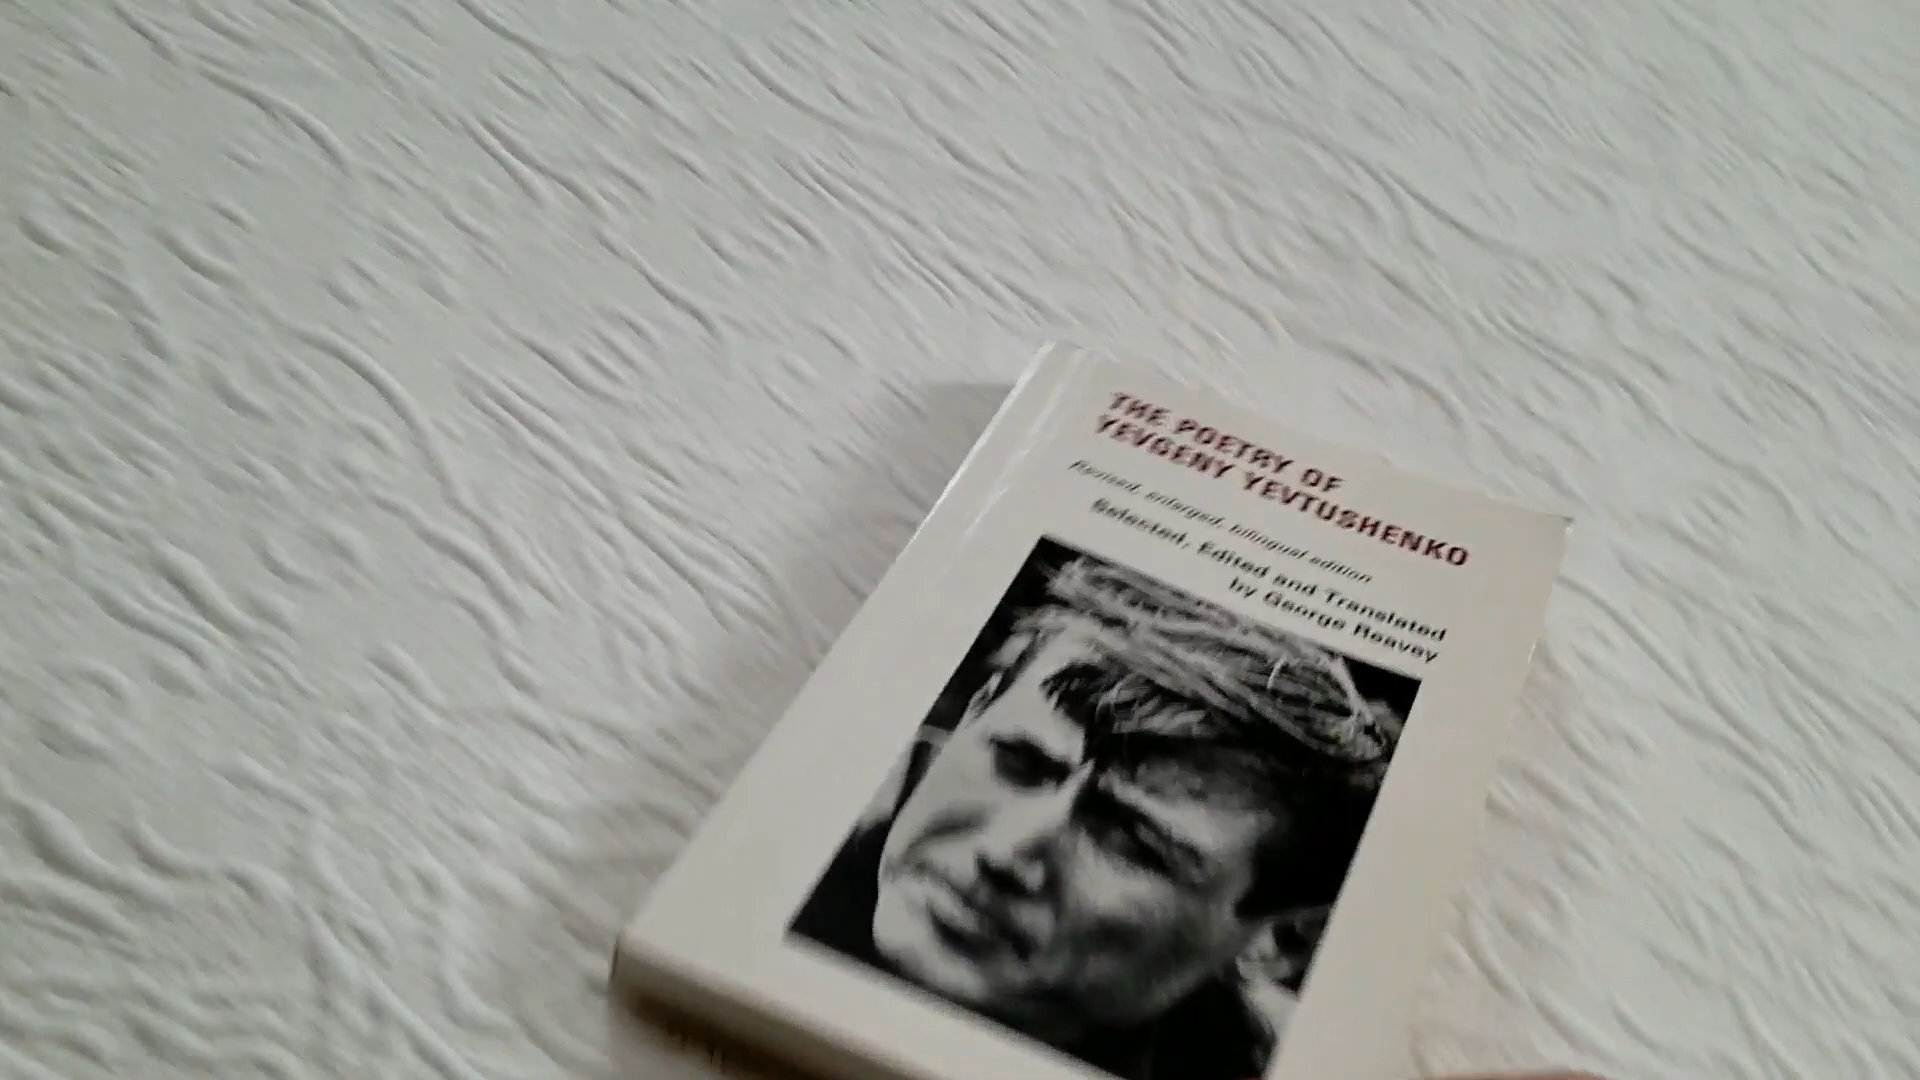 THE POETRY OF
YEVGENY YEVTUSHENKO
Revised, enlarged, bilingual edition
Selected, Edited and Translated
by George Reavey